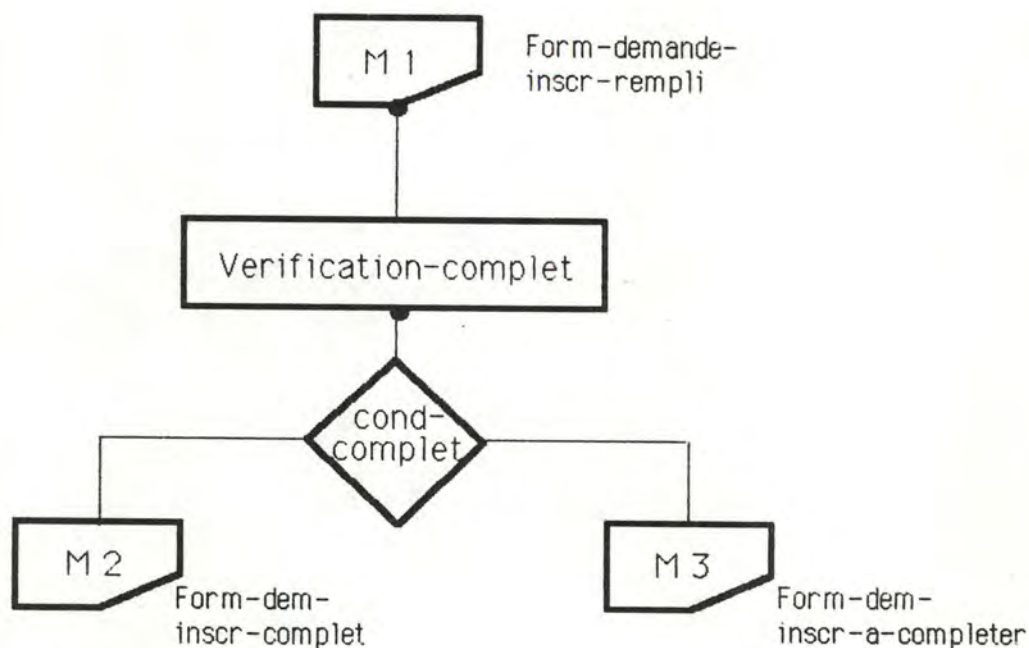 M 1
Form-demande-
inscr-rempli
Verification-complet
cond-
complet
M 2
Form-dem-
inscr-complet
M 3
Form-dem-
inscr-a-completer